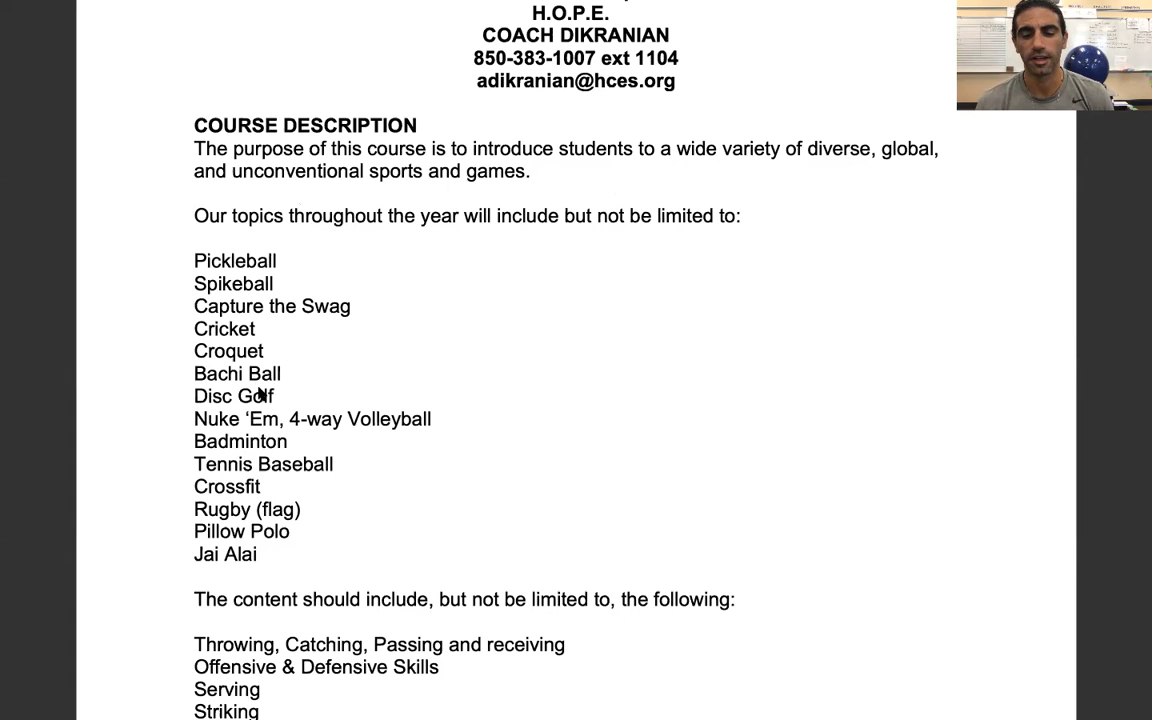 H.O.P.E.
COACH DIKRANIAN
850-383-1007 ext 1104
adikranian@hces.org
COURSE DESCRIPTION
The purpose of this course is to introduce students to a wide variety of diverse, global,
and unconventional sports and games.
Our topics throughout the year will include but not be limited to:
Pickleball
Spikeball
Capture the Swag
Cricket
Croquet
Bachi Ball
Disc Golf
Nuke ‘Em, 4-way Volleyball
Badminton
Tennis Baseball
Crossfit
Rugby (flag)
Pillow Polo
Jai Alai
The content should include, but not be limited to, the following:
Throwing, Catching, Passing and receiving
Offensive & Defensive Skills
Serving
Striking